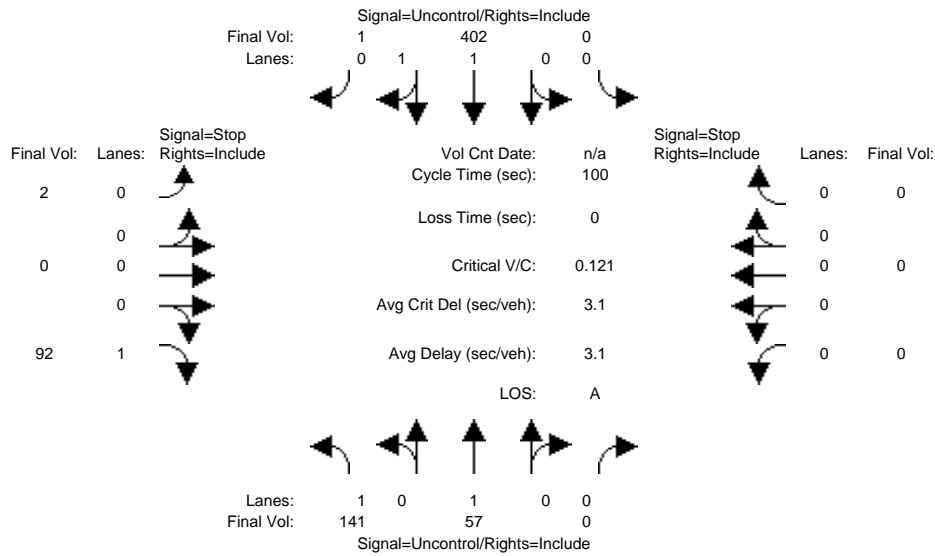 Signal=Uncontrol/Rights=Include
Final Vol: 1 402 0
Lanes: 0 1 1 0 0
Signal=Stop Signal=Stop
Final Vol: Lanes: Rights=Include Vol Cnt Date: n/a Rights=Include Lanes: Final Vol:
Cycle Time (sec): 100
2 0 0 0
Loss Time (sec): 0
0 0
0 0 Critical V/C: 0.121 0 0
0 Avg Crit Del (sec/veh): 3.1 0
92 1 Avg Delay (sec/veh): 3.1 0 0
LOS: A
Lanes: 1 0 1 0 0
Final Vol: 141 57 0
Signal=Uncontrol/Rights=Include